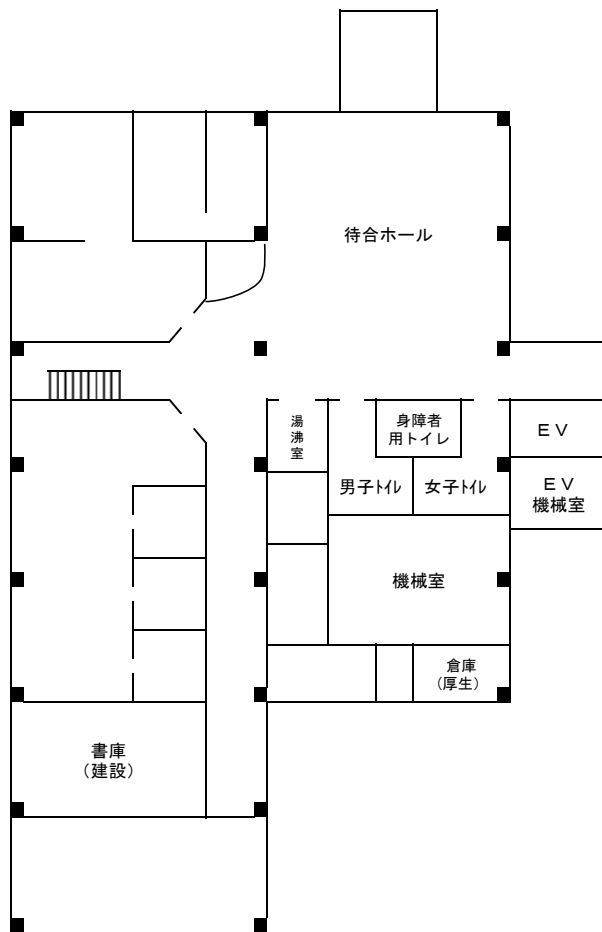 待合ホール
湯沸室
身障者
用トイレ
ＥＶ
男子ﾄｲﾚ
女子ﾄｲﾚ
ＥＶ
機械室
機械室
倉庫
（厚生）
書庫
（建設）